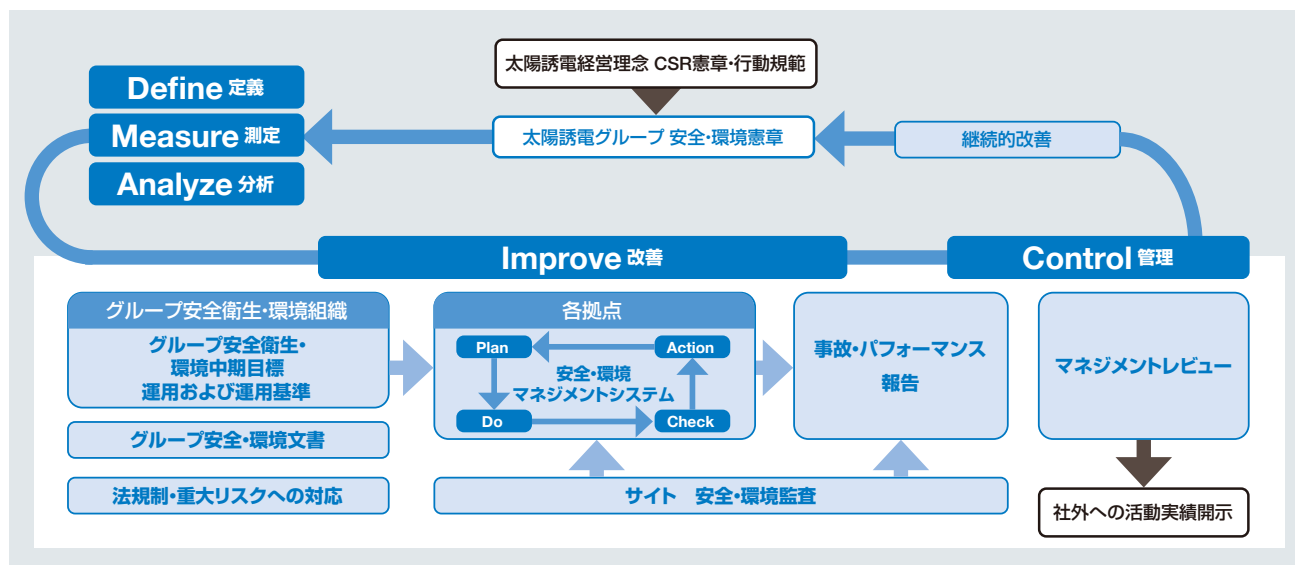 太陽誘電経営理念 CSR憲章・行動規範
Define 定義
Measure 測定
Analyze 分析
太陽誘電グループ 安全・環境憲章
継続的改善
Improve 改善
Control 管理
グループ安全衛生・環境組織
グループ安全衛生・
環境中期目標
運用および運用基準
グループ安全・環境文書
法規制・重大リスクへの対応
各拠点
Plan
Action
安全・環境
マネジメントシステム
Do
Check
事故・パフォーマンス
報告
サイト　安全・環境監査
マネジメントレビュー
社外への活動実績開示